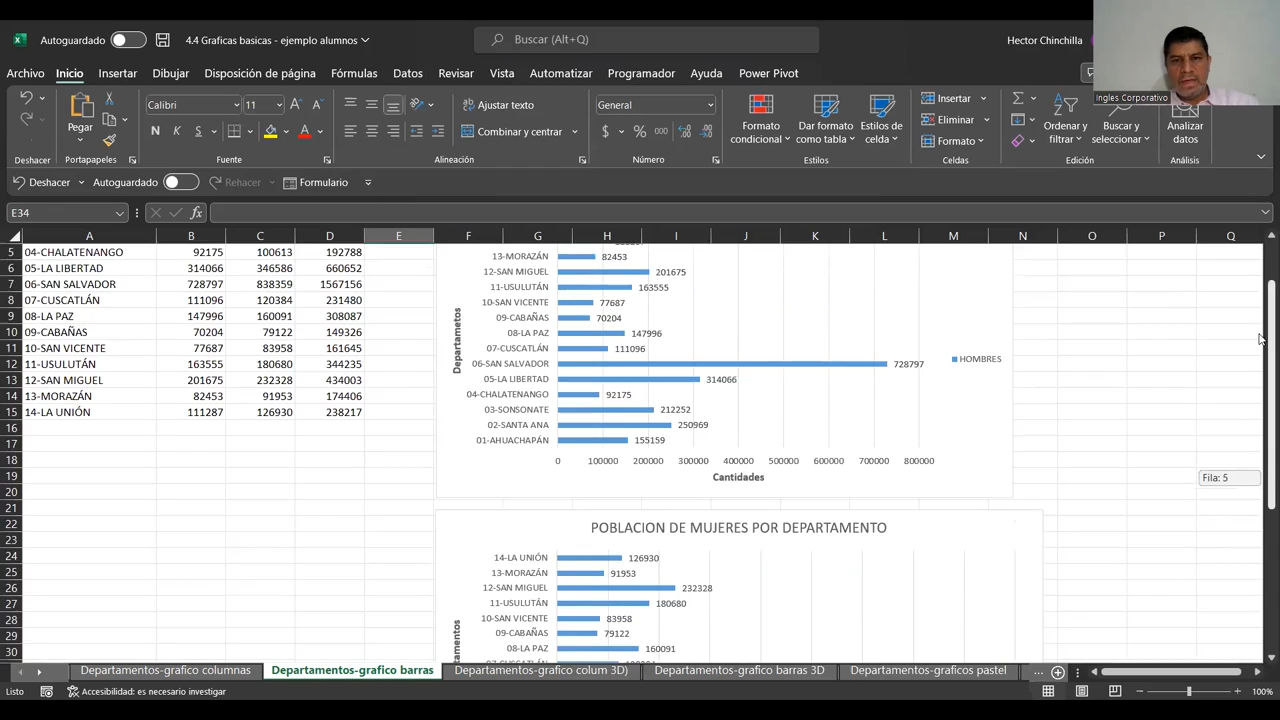 Autoguardado
4.4 Graficas basicas - ejemplo alumnos
Buscar (Alt+Q)
Hector Chinchilla
Ingles Corporativo
Archivo Inicio Insertar Dibujar Disposición de página Fórmulas Datos Revisar Vista Automatizar Programador Ayuda Power Pivot
Pegar
Calibri 11
N K S
Ajustar texto
Combinar y centrar
General
$ % 000
Formato condicional
Dar formato como tabla
Estilos de celda
Insertar
Eliminar
Formato
Ordenar y filtrar
Buscar y seleccionar
Analizar datos
Deshacer Portapapeles Fuente Alineación Número Estilos Celdas Edición Análisis
Deshacer Autoguardado Rehacer Formulario
E34
fx
A B C D E F G H I J K L M N O P Q
5 04-CHALATENANGO 92175 100613 192788
6 05-LA LIBERTAD 314066 346586 660652
7 06-SAN SALVADOR 728797 838359 1567156
8 07-CUSCATLÁN 111096 120384 231480
9 08-LA PAZ 147996 160091 308087
10 09-CABAÑAS 70204 79122 149326
11 10-SAN VICENTE 77687 83958 161645
12 11-USULUTÁN 163555 180680 344235
13 12-SAN MIGUEL 201675 232328 434003
14 13-MORAZÁN 82453 91953 174406
15 14-LA UNIÓN 111287 126930 238217
16
17
18
19
20
21
22
23
24
25
26
27
28
29
30
Departametos
13-MORAZÁN 82453
12-SAN MIGUEL 201675
11-USULUTÁN 163555
10-SAN VICENTE 77687
09-CABAÑAS 70204
08-LA PAZ 147996
07-CUSCATLÁN 111096
06-SAN SALVADOR 728797
05-LA LIBERTAD 314066
04-CHALATENANGO 92175
03-SONSONATE 212252
02-SANTA ANA 250969
01-AHUACHAPÁN 155159
HOMBRES
0 100000 200000 300000 400000 500000 600000 700000 800000
Cantidades
Fila: 5
POBLACION DE MUJERES POR DEPARTAMENTO
14-LA UNIÓN 126930
13-MORAZÁN 91953
12-SAN MIGUEL 232328
11-USULUTÁN 180680
10-SAN VICENTE 83958
09-CABAÑAS 79122
08-LA PAZ 160091
Departamentos-grafico columnas
Departamentos-grafico barras
Departamentos-grafico colum 3D)
Departamentos-grafico barras 3D
Departamentos-graficos pastel
...
Listo
Accesibilidad: es necesario investigar
100%